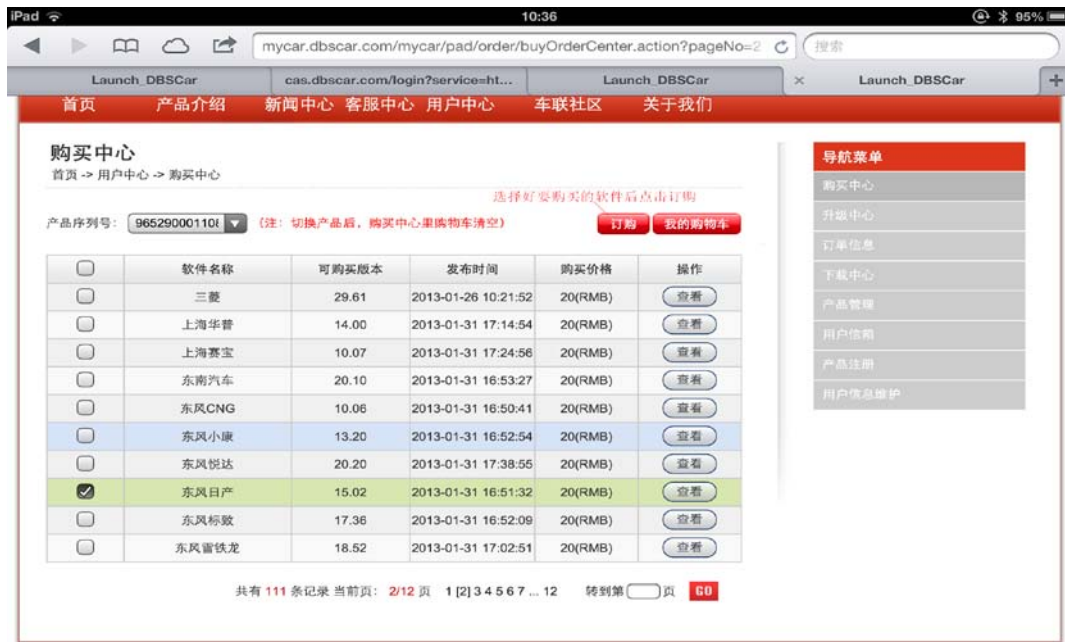 iPad 10:36 95%
mycar.dbscar.com/mycar/pad/order/buyOrderCenter.action?pageNo=2 搜索
Launch_DBSCar cas.dbscar.com/login?service=ht... Launch_DBSCar × Launch_DBSCar +
首页 产品介绍 新闻中心 客服中心 用户中心 车联社区 关于我们
购买中心
首页 -> 用户中心 -> 购买中心
选择好要购买的软件后点击订购
产品序列号: 96529000110 (注: 切换产品后, 购买中心里购物车清空) 订购 我的购物车
软件名称 可购买版本 发布时间 购买价格 操作
三菱 29.61 2013-01-26 10:21:52 20(RMB) 查看
上海华普 14.00 2013-01-31 17:14:54 20(RMB) 查看
上海赛宝 10.07 2013-01-31 17:24:56 20(RMB) 查看
东南汽车 20.10 2013-01-31 16:53:27 20(RMB) 查看
东风CNG 10.06 2013-01-31 16:50:41 20(RMB) 查看
东风小康 13.20 2013-01-31 16:52:54 20(RMB) 查看
东风悦达 20.20 2013-01-31 17:38:55 20(RMB) 查看
东风日产 15.02 2013-01-31 16:51:32 20(RMB) 查看
东风标致 17.36 2013-01-31 16:52:09 20(RMB) 查看
东风雪铁龙 18.52 2013-01-31 17:02:51 20(RMB) 查看
共有 111 条记录 当前页: 2/12 页 1 [2] 3 4 5 6 7 ... 12 转到第 页 GO
导航菜单
购买中心
升级中心
订单信息
下载中心
产品管理
用户信箱
产品注册
用户信息维护